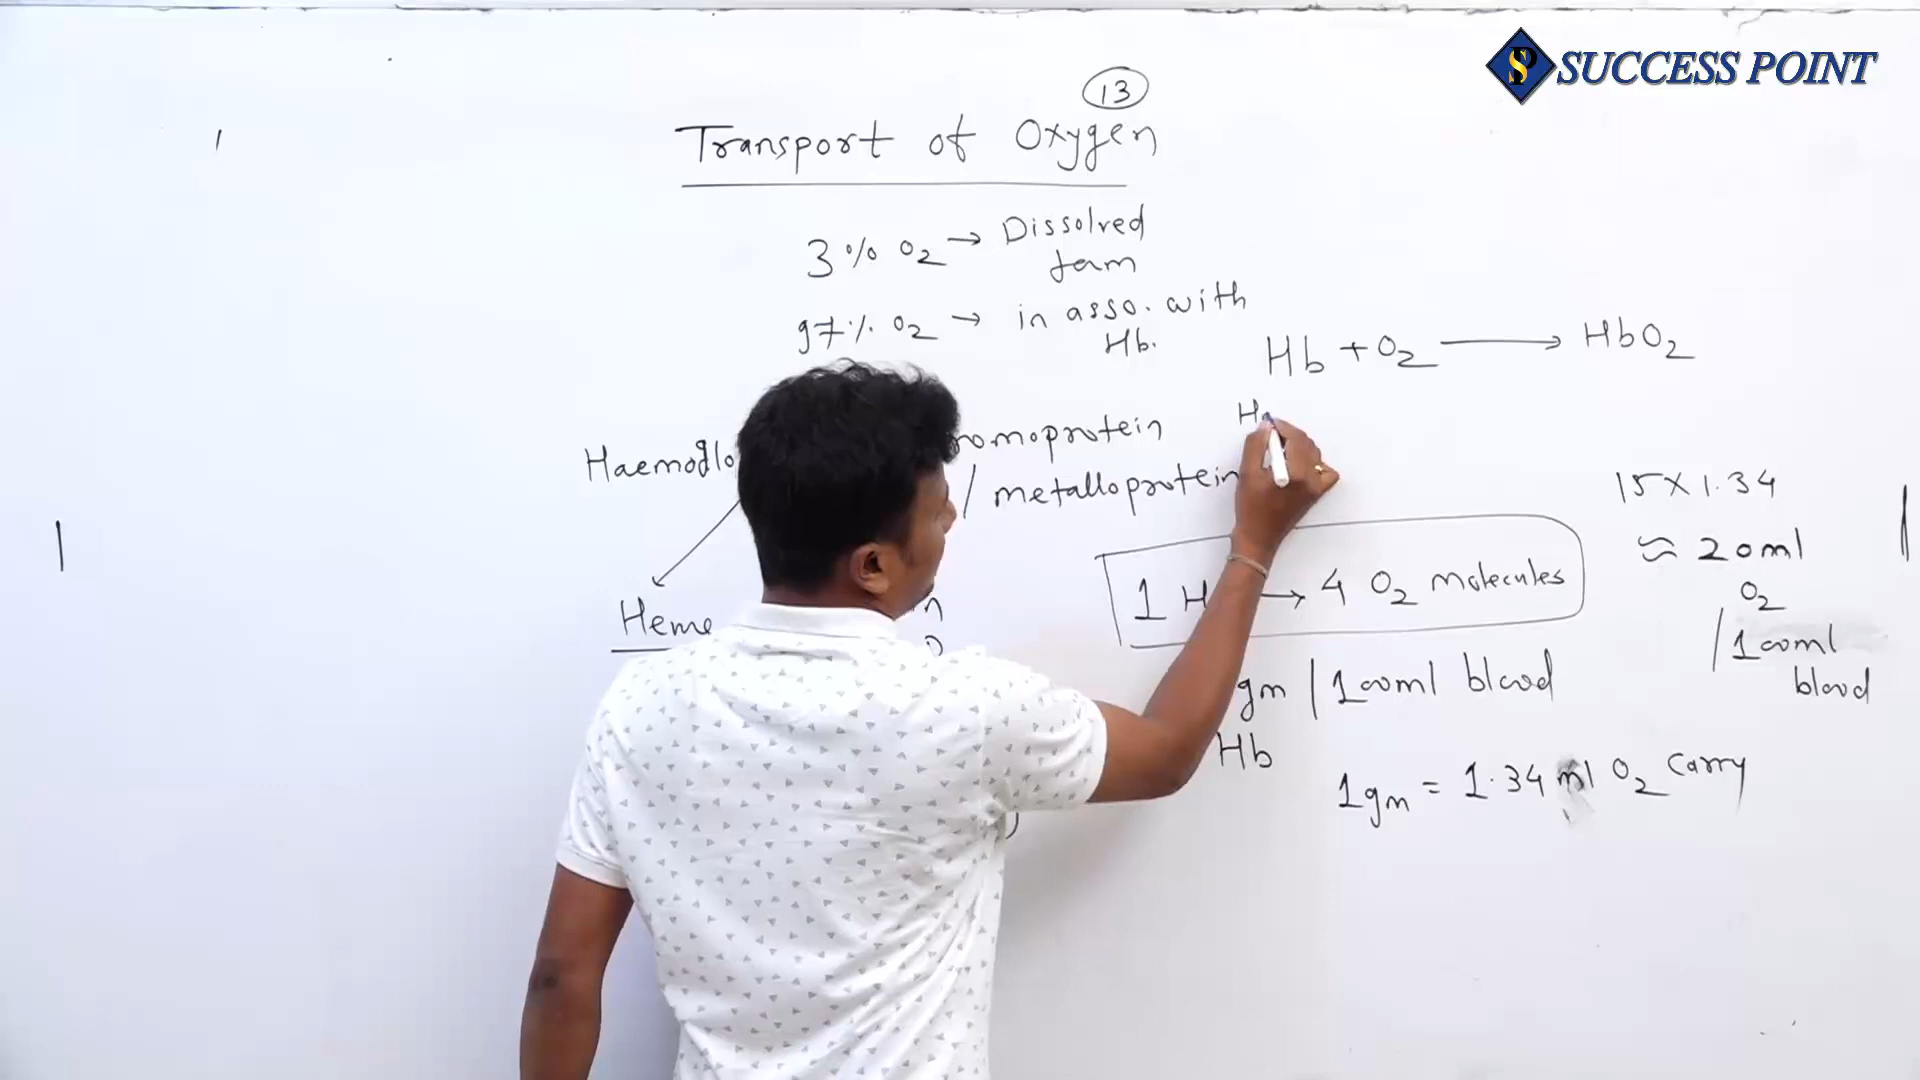 SUCCESS POINT
13
Transport of Oxygen
3% O2 → Dissolved
form
97% O2 → in asso. with
Hb.
Hb + O2 → HbO2
Haemoglo
romoprotein
/ metalloprotein
Heme
1 H → 4 O2 molecules
gm / 100ml blood
Hb
1gm = 1.34 ml O2 carry
15 x 1.34
≈ 20ml
O2
/ 100ml
blood